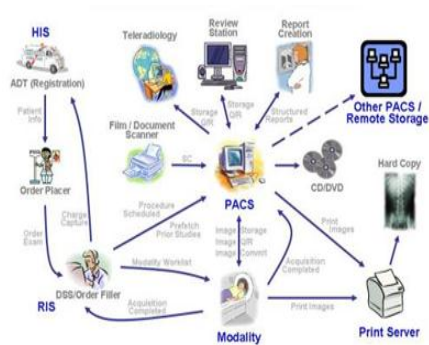 HIS
ADT (Registration)
Patient
Info
Order Placer
Order
Exam
RIS
DSS/Order Filler
Charge
Capture
Teleradiology
Review
Station
Report
Creation
Storage
Q/R
Storage
Q/R
Structured
Reports
Other PACS /
Remote Storage
Film / Document
Scanner
SC
PACS
CD/DVD
Hard Copy
Procedure
Scheduled
Prefetch
Prior Studies
Modality Worklist
Image Storage
Image Q/R
Image Commit
Print
Images
Acquisition
Completed
Acquisition
Completed
Print Images
Modality
Print Server